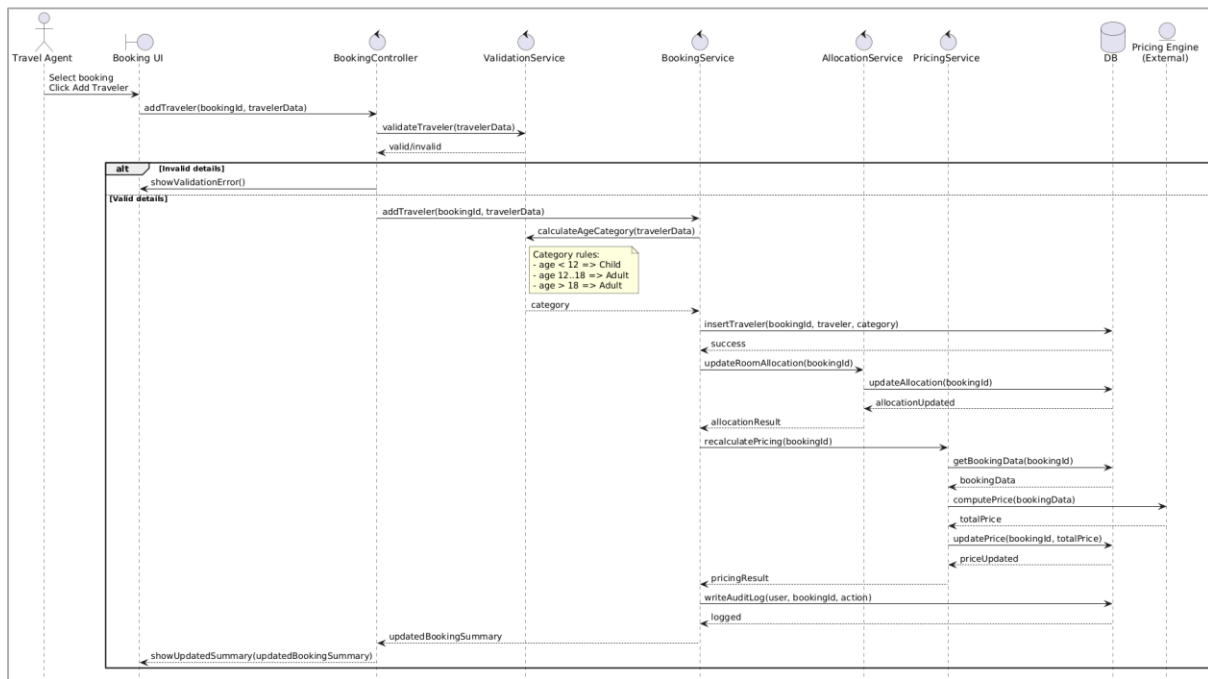 Travel Agent
Booking UI
BookingController
ValidationService
BookingService
AllocationService
PricingService
DB
Pricing Engine
(External)
Select booking
Click Add Traveler
addTraveler(bookingId, travelerData)
validateTraveler(travelerData)
valid/invalid
alt
[Invalid details]
showValidationError()
[Valid details]
addTraveler(bookingId, travelerData)
calculateAgeCategory(travelerData)
Category rules:
- age < 12 => Child
- age 12..18 => Adult
- age > 18 => Adult
category
insertTraveler(bookingId, traveler, category)
success
updateRoomAllocation(bookingId)
updateAllocation(bookingId)
allocationUpdated
allocationResult
recalculatePricing(bookingId)
getBookingData(bookingId)
bookingData
computePrice(bookingData)
totalPrice
updatePrice(bookingId, totalPrice)
priceUpdated
pricingResult
writeAuditLog(user, bookingId, action)
logged
updatedBookingSummary
showUpdatedSummary(updatedBookingSummary)